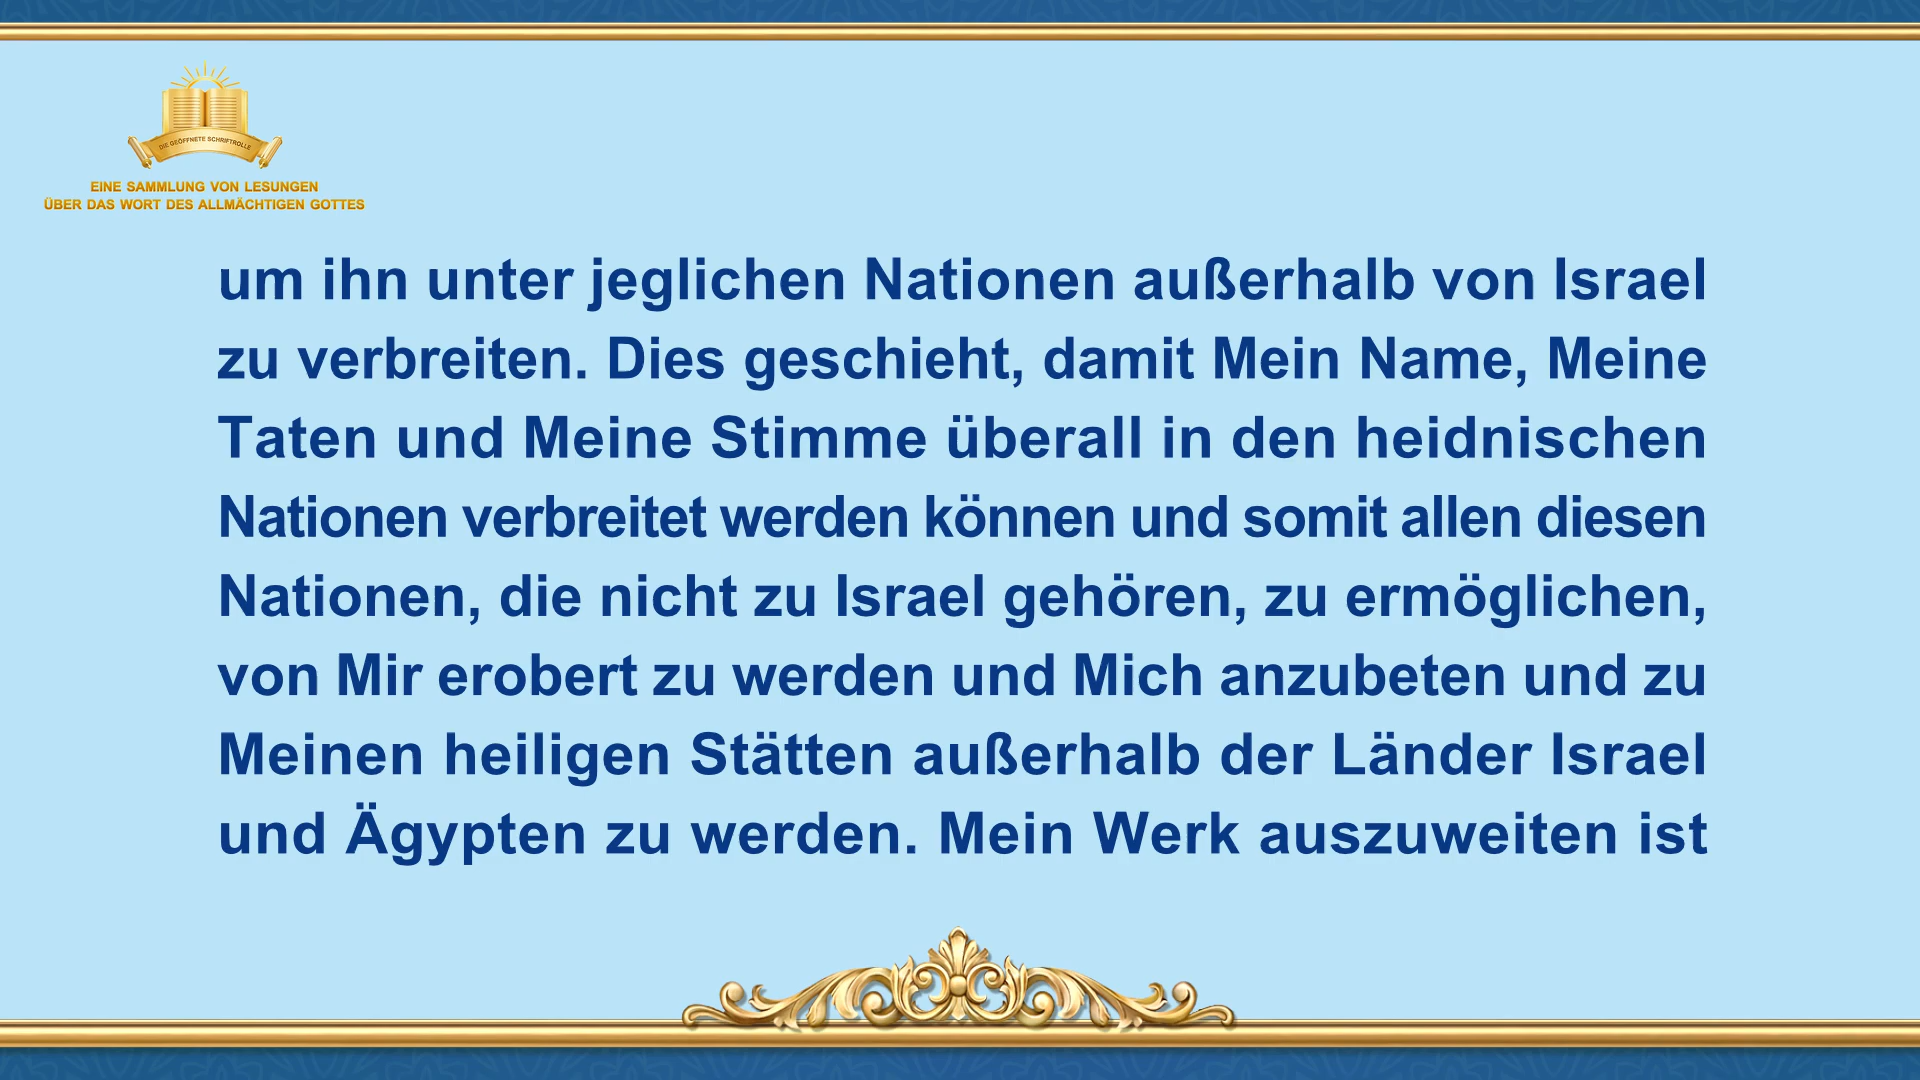 DIE GEÖFFNETE SCHRIFTROLLE
EINE SAMMLUNG VON LESUNGEN
ÜBER DAS WORT DES ALLMÄCHTIGEN GOTTES
um ihn unter jeglichen Nationen außerhalb von Israel
zu verbreiten. Dies geschieht, damit Mein Name, Meine
Taten und Meine Stimme überall in den heidnischen
Nationen verbreitet werden können und somit allen diesen
Nationen, die nicht zu Israel gehören, zu ermöglichen,
von Mir erobert zu werden und Mich anzubeten und zu
Meinen heiligen Stätten außerhalb der Länder Israel
und Ägypten zu werden. Mein Werk auszuweiten ist